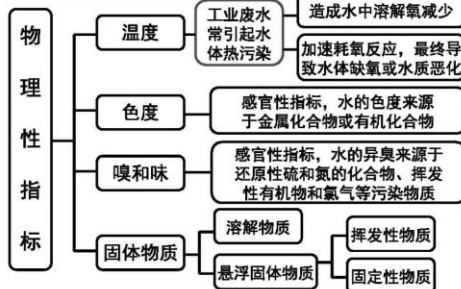 物理性指标
温度
工业废水
常引起水
体热污染
造成水中溶解氧减少
加速耗氧反应，最终导
致水体缺氧或水质恶化
色度
感官性指标，水的色度来源
于金属化合物或有机化合物
嗅和味
感官性指标，水的异臭来源于
还原性硫和氮的化合物、挥发
性有机物和氯气等污染物质
固体物质
溶解物质
悬浮固体物质
挥发性物质
固定性物质